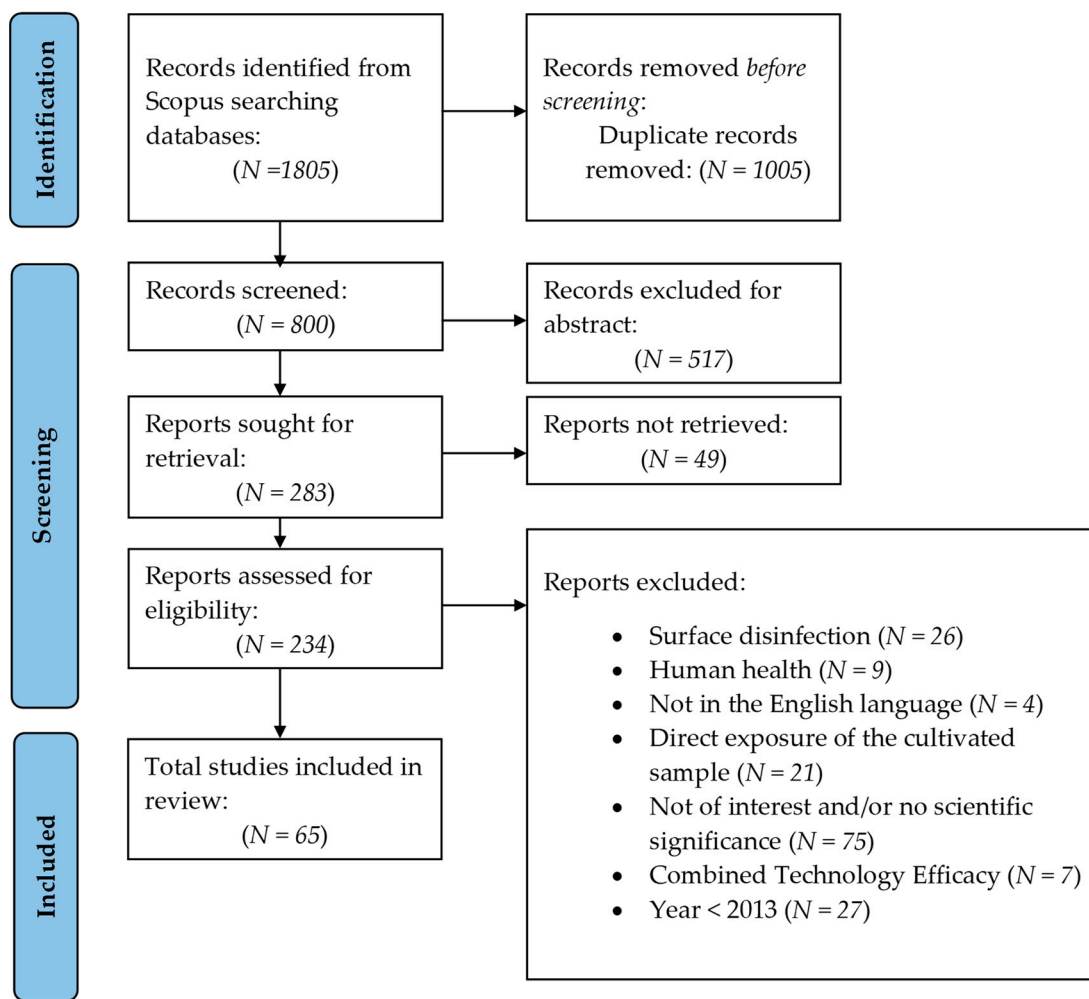 Identification
Records identified from
Scopus searching
databases:
(N =1805)
Records removed before
screening:
Duplicate records
removed: (N = 1005)
Screening
Records screened:
(N = 800)
Records excluded for
abstract:
(N = 517)
Reports sought for
retrieval:
(N = 283)
Reports not retrieved:
(N = 49)
Reports assessed for
eligibility:
(N = 234)
Reports excluded:
• Surface disinfection (N = 26)
• Human health (N = 9)
• Not in the English language (N = 4)
• Direct exposure of the cultivated
sample (N = 21)
• Not of interest and/or no scientific
significance (N = 75)
• Combined Technology Efficacy (N = 7)
• Year < 2013 (N = 27)
Included
Total studies included in
review:
(N = 65)